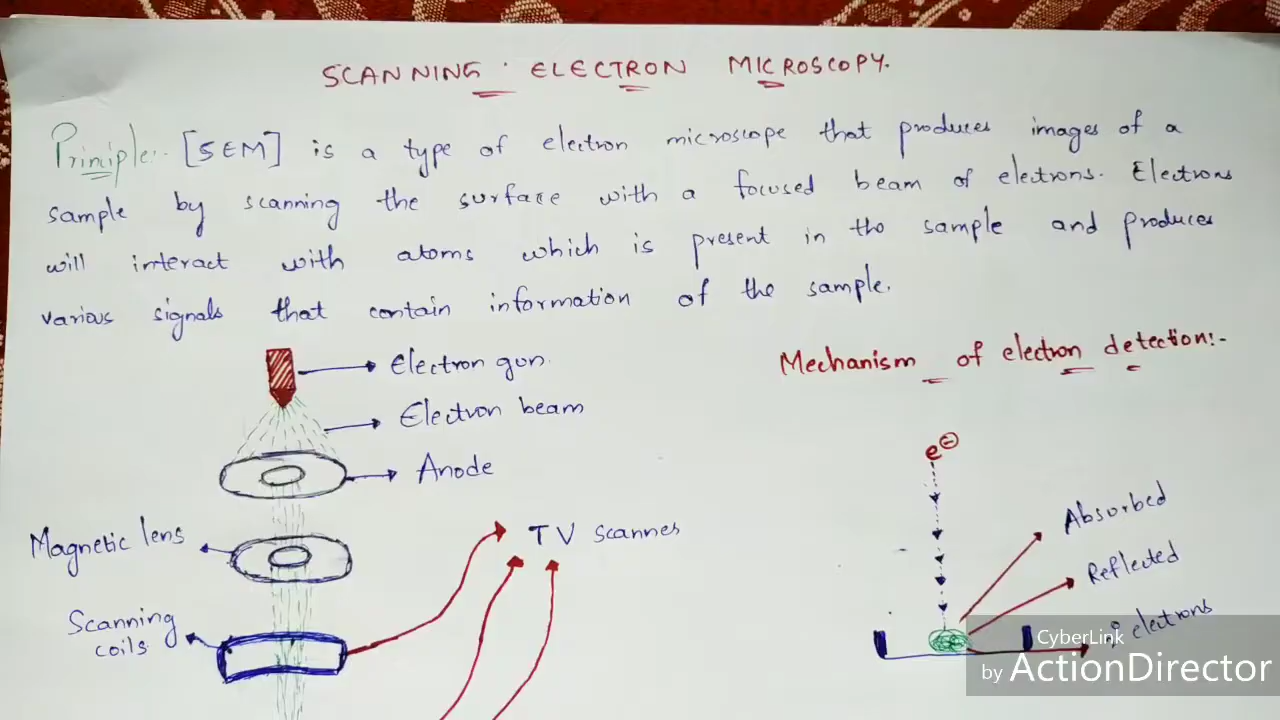 SCANNING ELECTRON MICROSCOPY.
Priniple:- [SEM] is a type of electron microscope that produces images of a
sample by scanning the surface with a focused beam of electrons. Electrons
will interact with atoms which is present in the sample and produces
various signals that contain information of the sample.
Electron gun.
Electron beam
Anode
Magnetic lens
Scanning
coils
TV scanner
Mechanism of electron detection:-
e⊖
Absorbed
Reflected
2° electrons
CyberLink
by ActionDirector